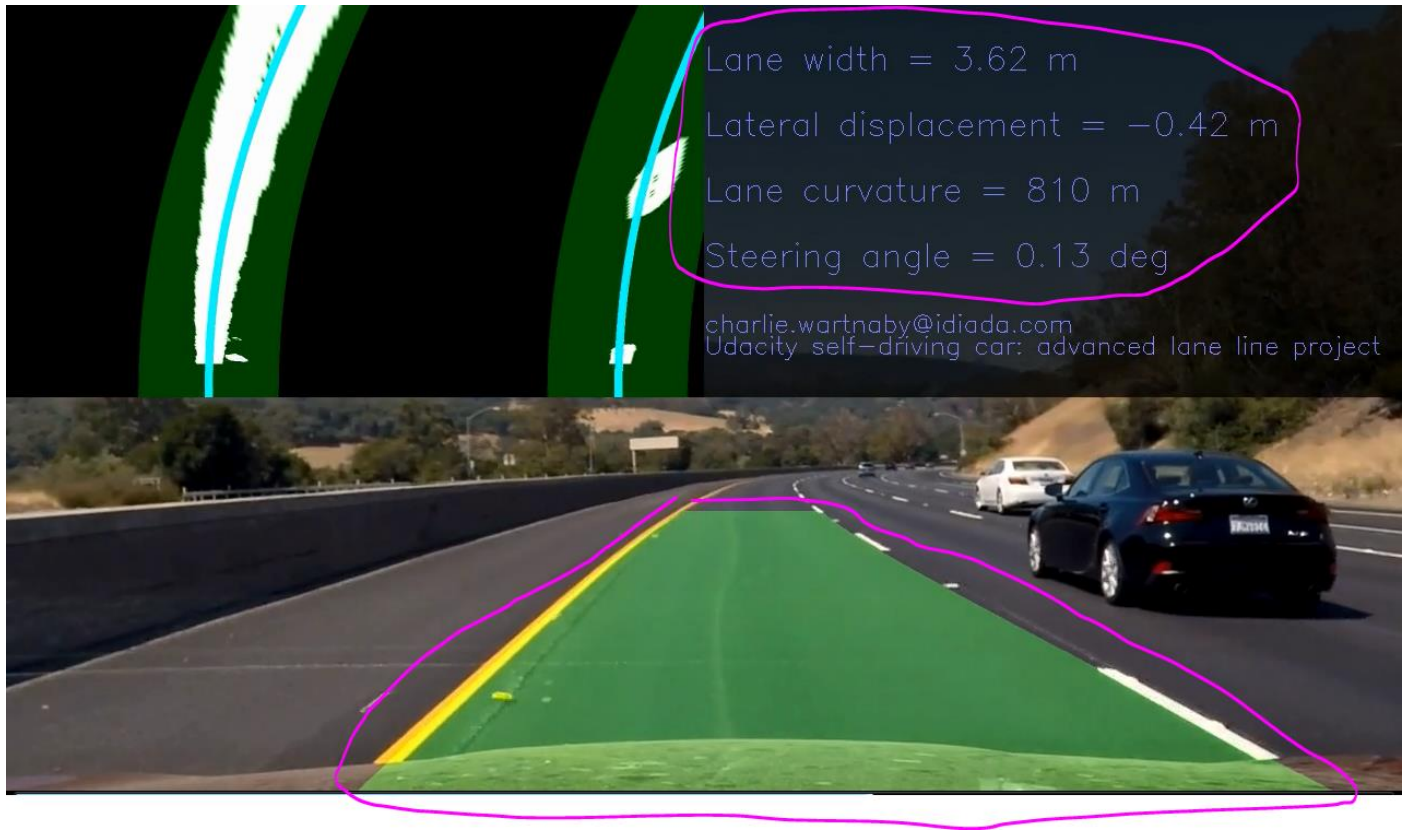 Lane width = 3.62 m
Lateral displacement = −0.42 m
Lane curvature = 810 m
Steering angle = 0.13 deg
charlie.wartnaby@idiada.com
Udacity self−driving car: advanced lane line project